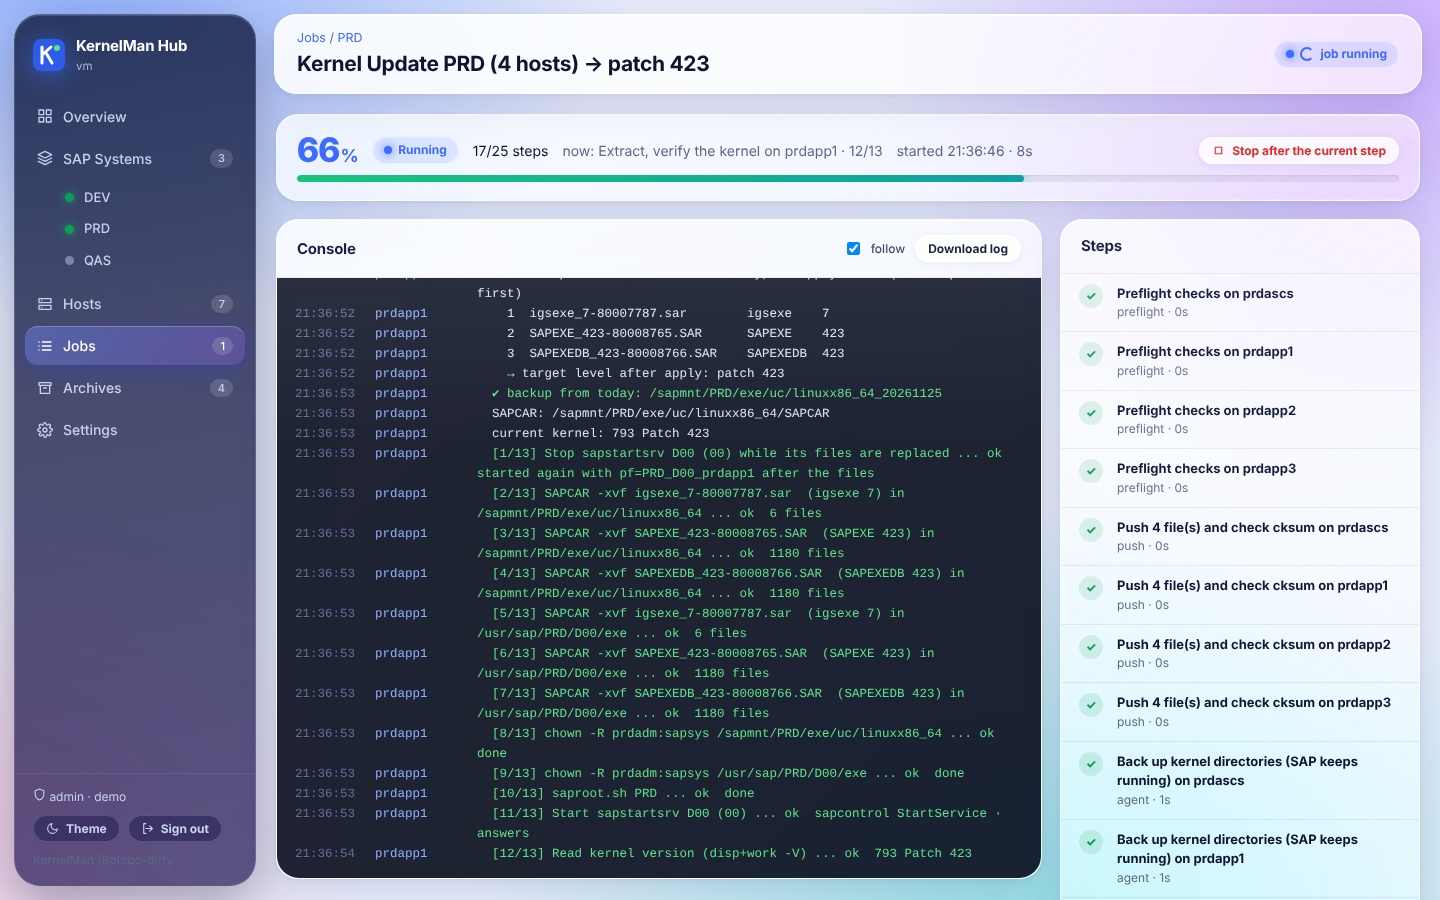 KernelMan Hub
vm
Overview
SAP Systems 3
DEV
PRD
QAS
Hosts 7
Jobs 1
Archives 4
Settings
admin · demo
Theme Sign out
KernelMan f9bfcbc-dirty
Jobs / PRD
Kernel Update PRD (4 hosts) → patch 423
job running
66% Running 17/25 steps now: Extract, verify the kernel on prdapp1 · 12/13 started 21:36:46 · 8s
Stop after the current step
Console
follow Download log
first)
21:36:52 prdapp1 1 igsexe_7-80007787.sar igsexe 7
21:36:52 prdapp1 2 SAPEXE_423-80008765.SAR SAPEXE 423
21:36:52 prdapp1 3 SAPEXEDB_423-80008766.SAR SAPEXEDB 423
21:36:52 prdapp1 → target level after apply: patch 423
21:36:53 prdapp1 ✔ backup from today: /sapmnt/PRD/exe/uc/linuxx86_64_20261125
21:36:53 prdapp1 SAPCAR: /sapmnt/PRD/exe/uc/linuxx86_64/SAPCAR
21:36:53 prdapp1 current kernel: 793 Patch 423
21:36:53 prdapp1 [1/13] Stop sapstartsrv D00 (00) while its files are replaced ... ok
started again with pf=PRD_D00_prdapp1 after the files
21:36:53 prdapp1 [2/13] SAPCAR -xvf igsexe_7-80007787.sar (igsexe 7) in
/sapmnt/PRD/exe/uc/linuxx86_64 ... ok 6 files
21:36:53 prdapp1 [3/13] SAPCAR -xvf SAPEXE_423-80008765.SAR (SAPEXE 423) in
/sapmnt/PRD/exe/uc/linuxx86_64 ... ok 1180 files
21:36:53 prdapp1 [4/13] SAPCAR -xvf SAPEXEDB_423-80008766.SAR (SAPEXEDB 423) in
/sapmnt/PRD/exe/uc/linuxx86_64 ... ok 1180 files
21:36:53 prdapp1 [5/13] SAPCAR -xvf igsexe_7-80007787.sar (igsexe 7) in
/usr/sap/PRD/D00/exe ... ok 6 files
21:36:53 prdapp1 [6/13] SAPCAR -xvf SAPEXE_423-80008765.SAR (SAPEXE 423) in
/usr/sap/PRD/D00/exe ... ok 1180 files
21:36:53 prdapp1 [7/13] SAPCAR -xvf SAPEXEDB_423-80008766.SAR (SAPEXEDB 423) in
/usr/sap/PRD/D00/exe ... ok 1180 files
21:36:53 prdapp1 [8/13] chown -R prdadm:sapsys /sapmnt/PRD/exe/uc/linuxx86_64 ... ok
done
21:36:53 prdapp1 [9/13] chown -R prdadm:sapsys /usr/sap/PRD/D00/exe ... ok done
21:36:53 prdapp1 [10/13] saproot.sh PRD ... ok done
21:36:53 prdapp1 [11/13] Start sapstartsrv D00 (00) ... ok sapcontrol StartService ·
answers
21:36:54 prdapp1 [12/13] Read kernel version (disp+work -V) ... ok 793 Patch 423
Steps
Preflight checks on prdascs
preflight · 0s
Preflight checks on prdapp1
preflight · 0s
Preflight checks on prdapp2
preflight · 0s
Preflight checks on prdapp3
preflight · 0s
Push 4 file(s) and check cksum on prdascs
push · 0s
Push 4 file(s) and check cksum on prdapp1
push · 0s
Push 4 file(s) and check cksum on prdapp2
push · 0s
Push 4 file(s) and check cksum on prdapp3
push · 0s
Back up kernel directories (SAP keeps
running) on prdascs
agent · 1s
Back up kernel directories (SAP keeps
running) on prdapp1
agent · 1s